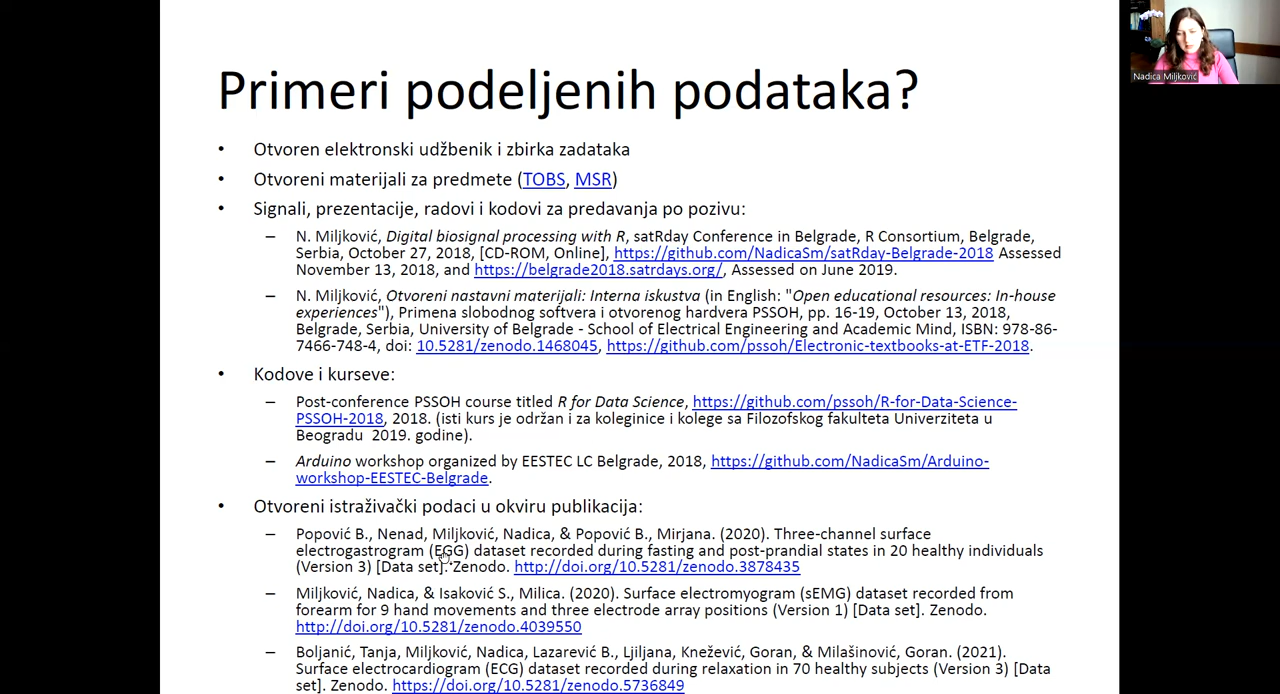 Primeri podeljenih podataka?
• Otvoren elektronski udžbenik i zbirka zadataka
• Otvoreni materijali za predmete (TOBS, MSR)
• Signali, prezentacije, radovi i kodovi za predavanja po pozivu:
– N. Miljković, Digital biosignal processing with R, satRday Conference in Belgrade, R Consortium, Belgrade,
Serbia, October 27, 2018, [CD-ROM, Online], https://github.com/NadicaSm/satRday-Belgrade-2018 Assessed
November 13, 2018, and https://belgrade2018.satrdays.org/, Assessed on June 2019.
– N. Miljković, Otvoreni nastavni materijali: Interna iskustva (in English: "Open educational resources: In-house
experiences"), Primena slobodnog softvera i otvorenog hardvera PSSOH, pp. 16-19, October 13, 2018,
Belgrade, Serbia, University of Belgrade - School of Electrical Engineering and Academic Mind, ISBN: 978-86-
7466-748-4, doi: 10.5281/zenodo.1468045, https://github.com/pssoh/Electronic-textbooks-at-ETF-2018.
• Kodove i kurseve:
– Post-conference PSSOH course titled R for Data Science, https://github.com/pssoh/R-for-Data-Science-
PSSOH-2018, 2018. (isti kurs je održan i za koleginice i kolege sa Filozofskog fakulteta Univerziteta u
Beogradu 2019. godine).
– Arduino workshop organized by EESTEC LC Belgrade, 2018, https://github.com/NadicaSm/Arduino-
workshop-EESTEC-Belgrade.
• Otvoreni istraživački podaci u okviru publikacija:
– Popović B., Nenad, Miljković, Nadica, & Popović B., Mirjana. (2020). Three-channel surface
electrogastrogram (EGG) dataset recorded during fasting and post-prandial states in 20 healthy individuals
(Version 3) [Data set]. Zenodo. http://doi.org/10.5281/zenodo.3878435
– Miljković, Nadica, & Isaković S., Milica. (2020). Surface electromyogram (sEMG) dataset recorded from
forearm for 9 hand movements and three electrode array positions (Version 1) [Data set]. Zenodo.
http://doi.org/10.5281/zenodo.4039550
– Boljanić, Tanja, Miljković, Nadica, Lazarević B., Ljiljana, Knežević, Goran, & Milašinović, Goran. (2021).
Surface electrocardiogram (ECG) dataset recorded during relaxation in 70 healthy subjects (Version 3) [Data
set]. Zenodo. https://doi.org/10.5281/zenodo.5736849
Nadica Miljković